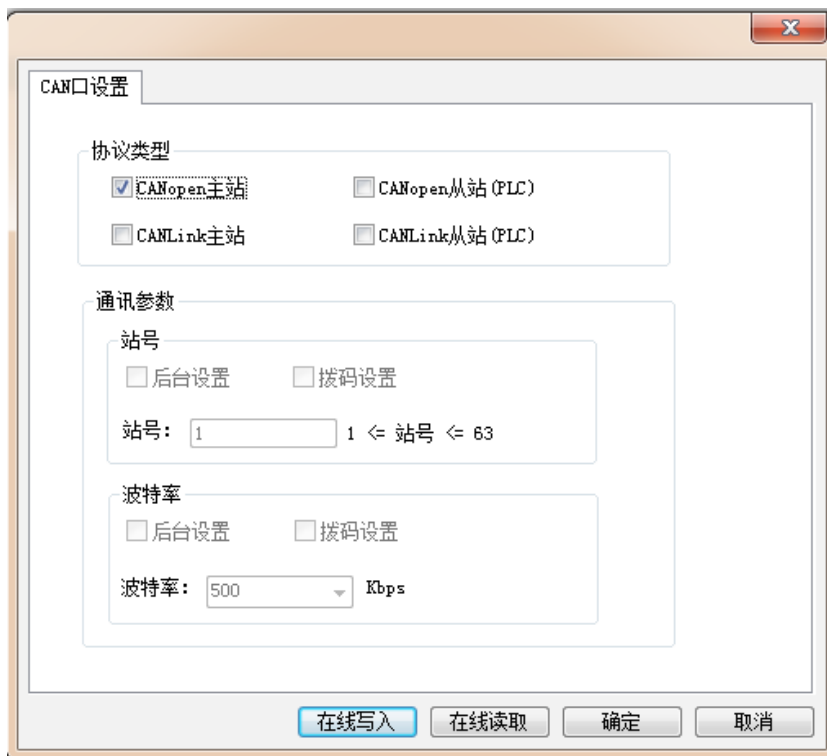 CAN口设置
协议类型
CANopen主站 CANopen从站(PLC)
CANLink主站 CANLink从站(PLC)
通讯参数
站号
后台设置 拨码设置
站号: 1 1 <= 站号 <= 63
波特率
后台设置 拨码设置
波特率: 500 Kbps
在线写入 在线读取 确定 取消